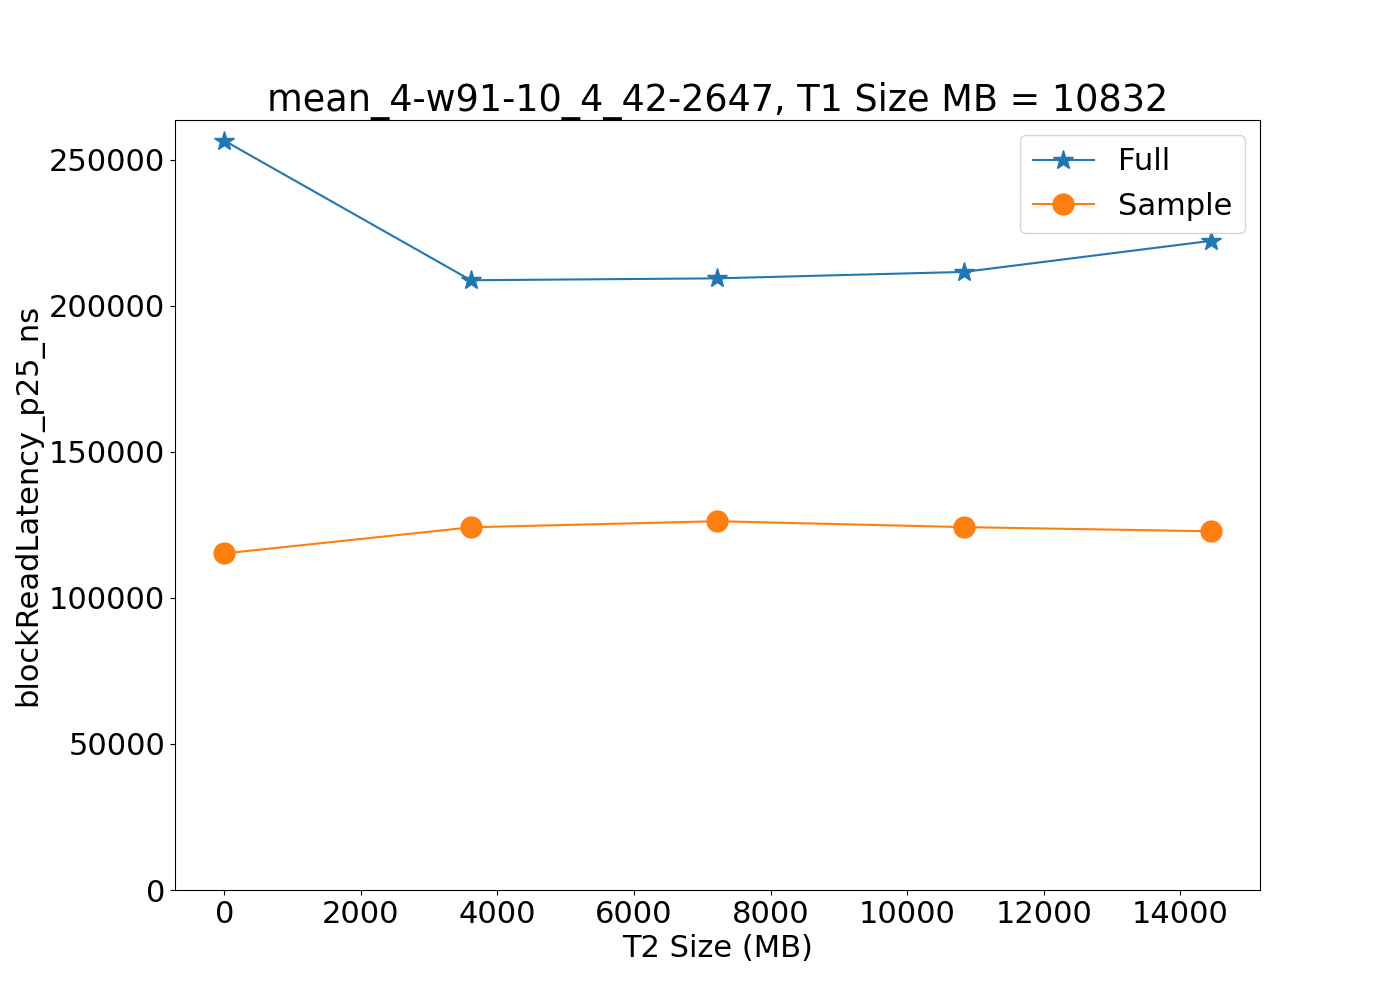 mean_4-w91-10_4_42-2647, T1 Size MB = 10832
Full
Sample
blockReadLatency_p25_ns
250000
200000
150000
100000
50000
0
0 2000 4000 6000 8000 10000 12000 14000
T2 Size (MB)